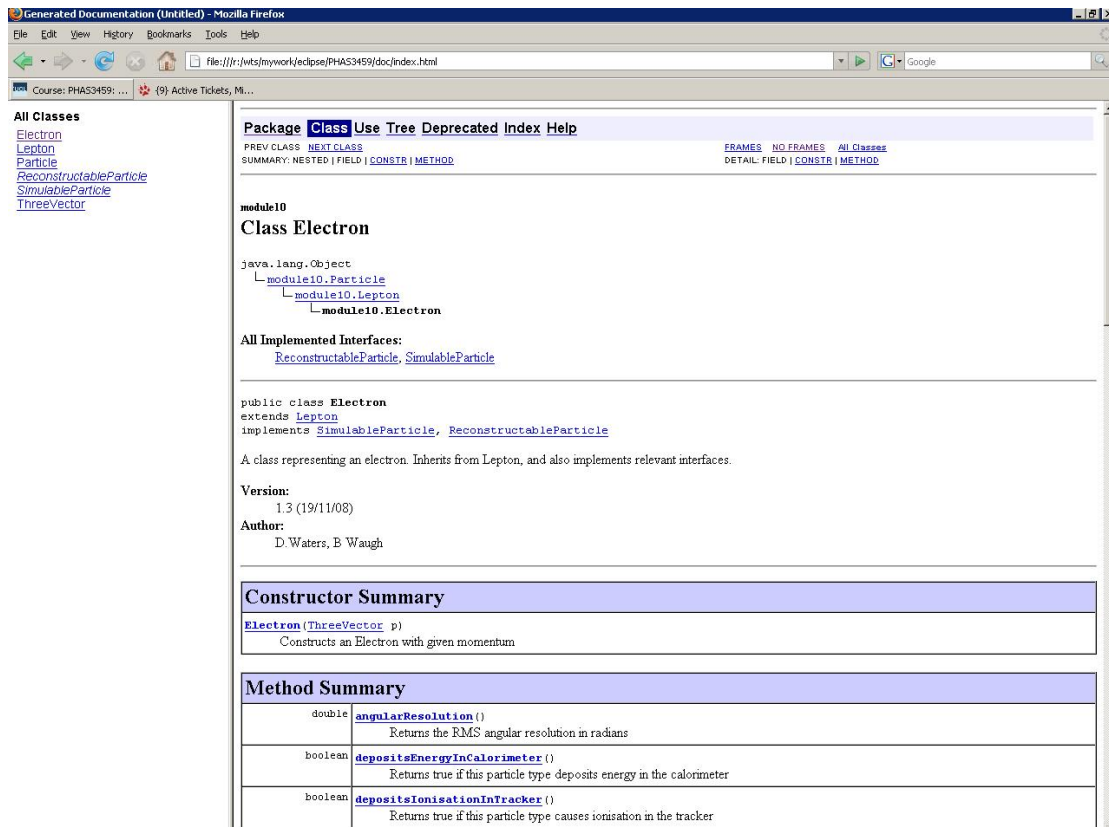 Generated Documentation (Untitled) - Mozilla Firefox
File Edit View History Bookmarks Tools Help
file:///r:/wts/mywork/eclipse/PHAS3459/doc/index.html
G Google
UCL Course: PHAS3459: ... {9} Active Tickets, Mi...
All Classes
Electron
Lepton
Particle
ReconstructableParticle
SimulableParticle
ThreeVector
Package Class Use Tree Deprecated Index Help
PREV CLASS NEXT CLASS
FRAMES NO FRAMES All Classes
SUMMARY: NESTED | FIELD | CONSTR | METHOD
DETAIL: FIELD | CONSTR | METHOD
module10
Class Electron
java.lang.Object
module10.Particle
module10.Lepton
module10.Electron
All Implemented Interfaces:
ReconstructableParticle, SimulableParticle
public class Electron
extends Lepton
implements SimulableParticle, ReconstructableParticle
A class representing an electron. Inherits from Lepton, and also implements relevant interfaces.
Version:
1.3 (19/11/08)
Author:
D.Waters, B Waugh
Constructor Summary
Electron(ThreeVector p)
Constructs an Electron with given momentum
Method Summary
double angularResolution()
Returns the RMS angular resolution in radians
boolean depositsEnergyInCalorimeter()
Returns true if this particle type deposits energy in the calorimeter
boolean depositsIonisationInTracker()
Returns true if this particle type causes ionisation in the tracker